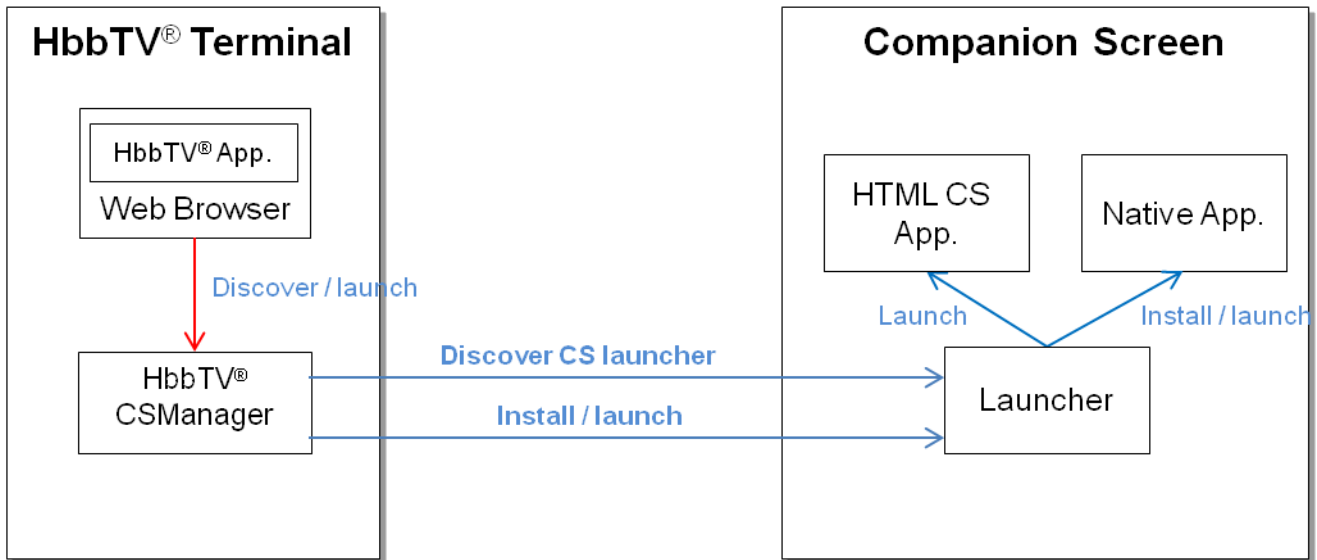 HbbTV® Terminal
HbbTV® App.
Web Browser
Discover / launch
HbbTV®
CSManager
Discover CS launcher
Install / launch
Companion Screen
HTML CS
App.
Native App.
Launch
Install / launch
Launcher